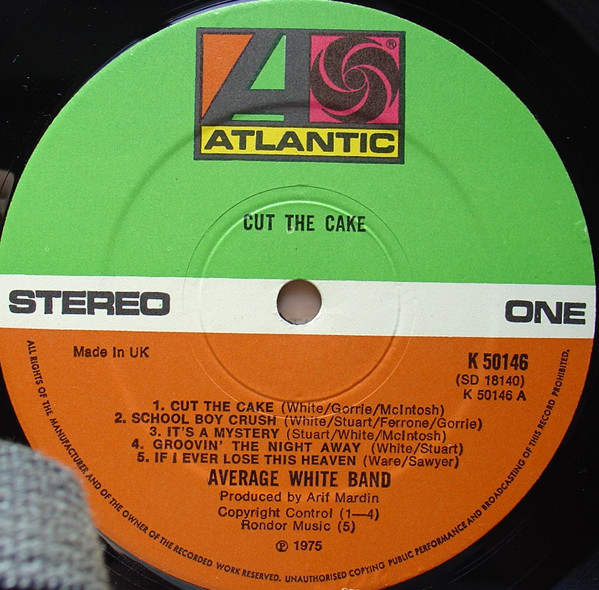 ®
ATLANTIC
CUT THE CAKE
STEREO ONE
Made In UK
K 50146
(SD 18140)
K 50146 A
1. CUT THE CAKE (White/Gorrie/McIntosh)
2. SCHOOL BOY CRUSH (White/Stuart/Ferrone/Gorrie)
3. IT'S A MYSTERY (Stuart/White/McIntosh)
4. GROOVIN' THE NIGHT AWAY (White/Stuart)
5. IF I EVER LOSE THIS HEAVEN (Ware/Sawyer)
AVERAGE WHITE BAND
Produced by Arif Mardin
Copyright Control (1—4)
Rondor Music (5)
℗ 1975
ALL RIGHTS OF THE MANUFACTURER AND OF THE OWNER OF THE RECORDED WORK RESERVED. UNAUTHORISED COPYING PUBLIC PERFORMANCE AND BROADCASTING OF THIS RECORD PROHIBITED.